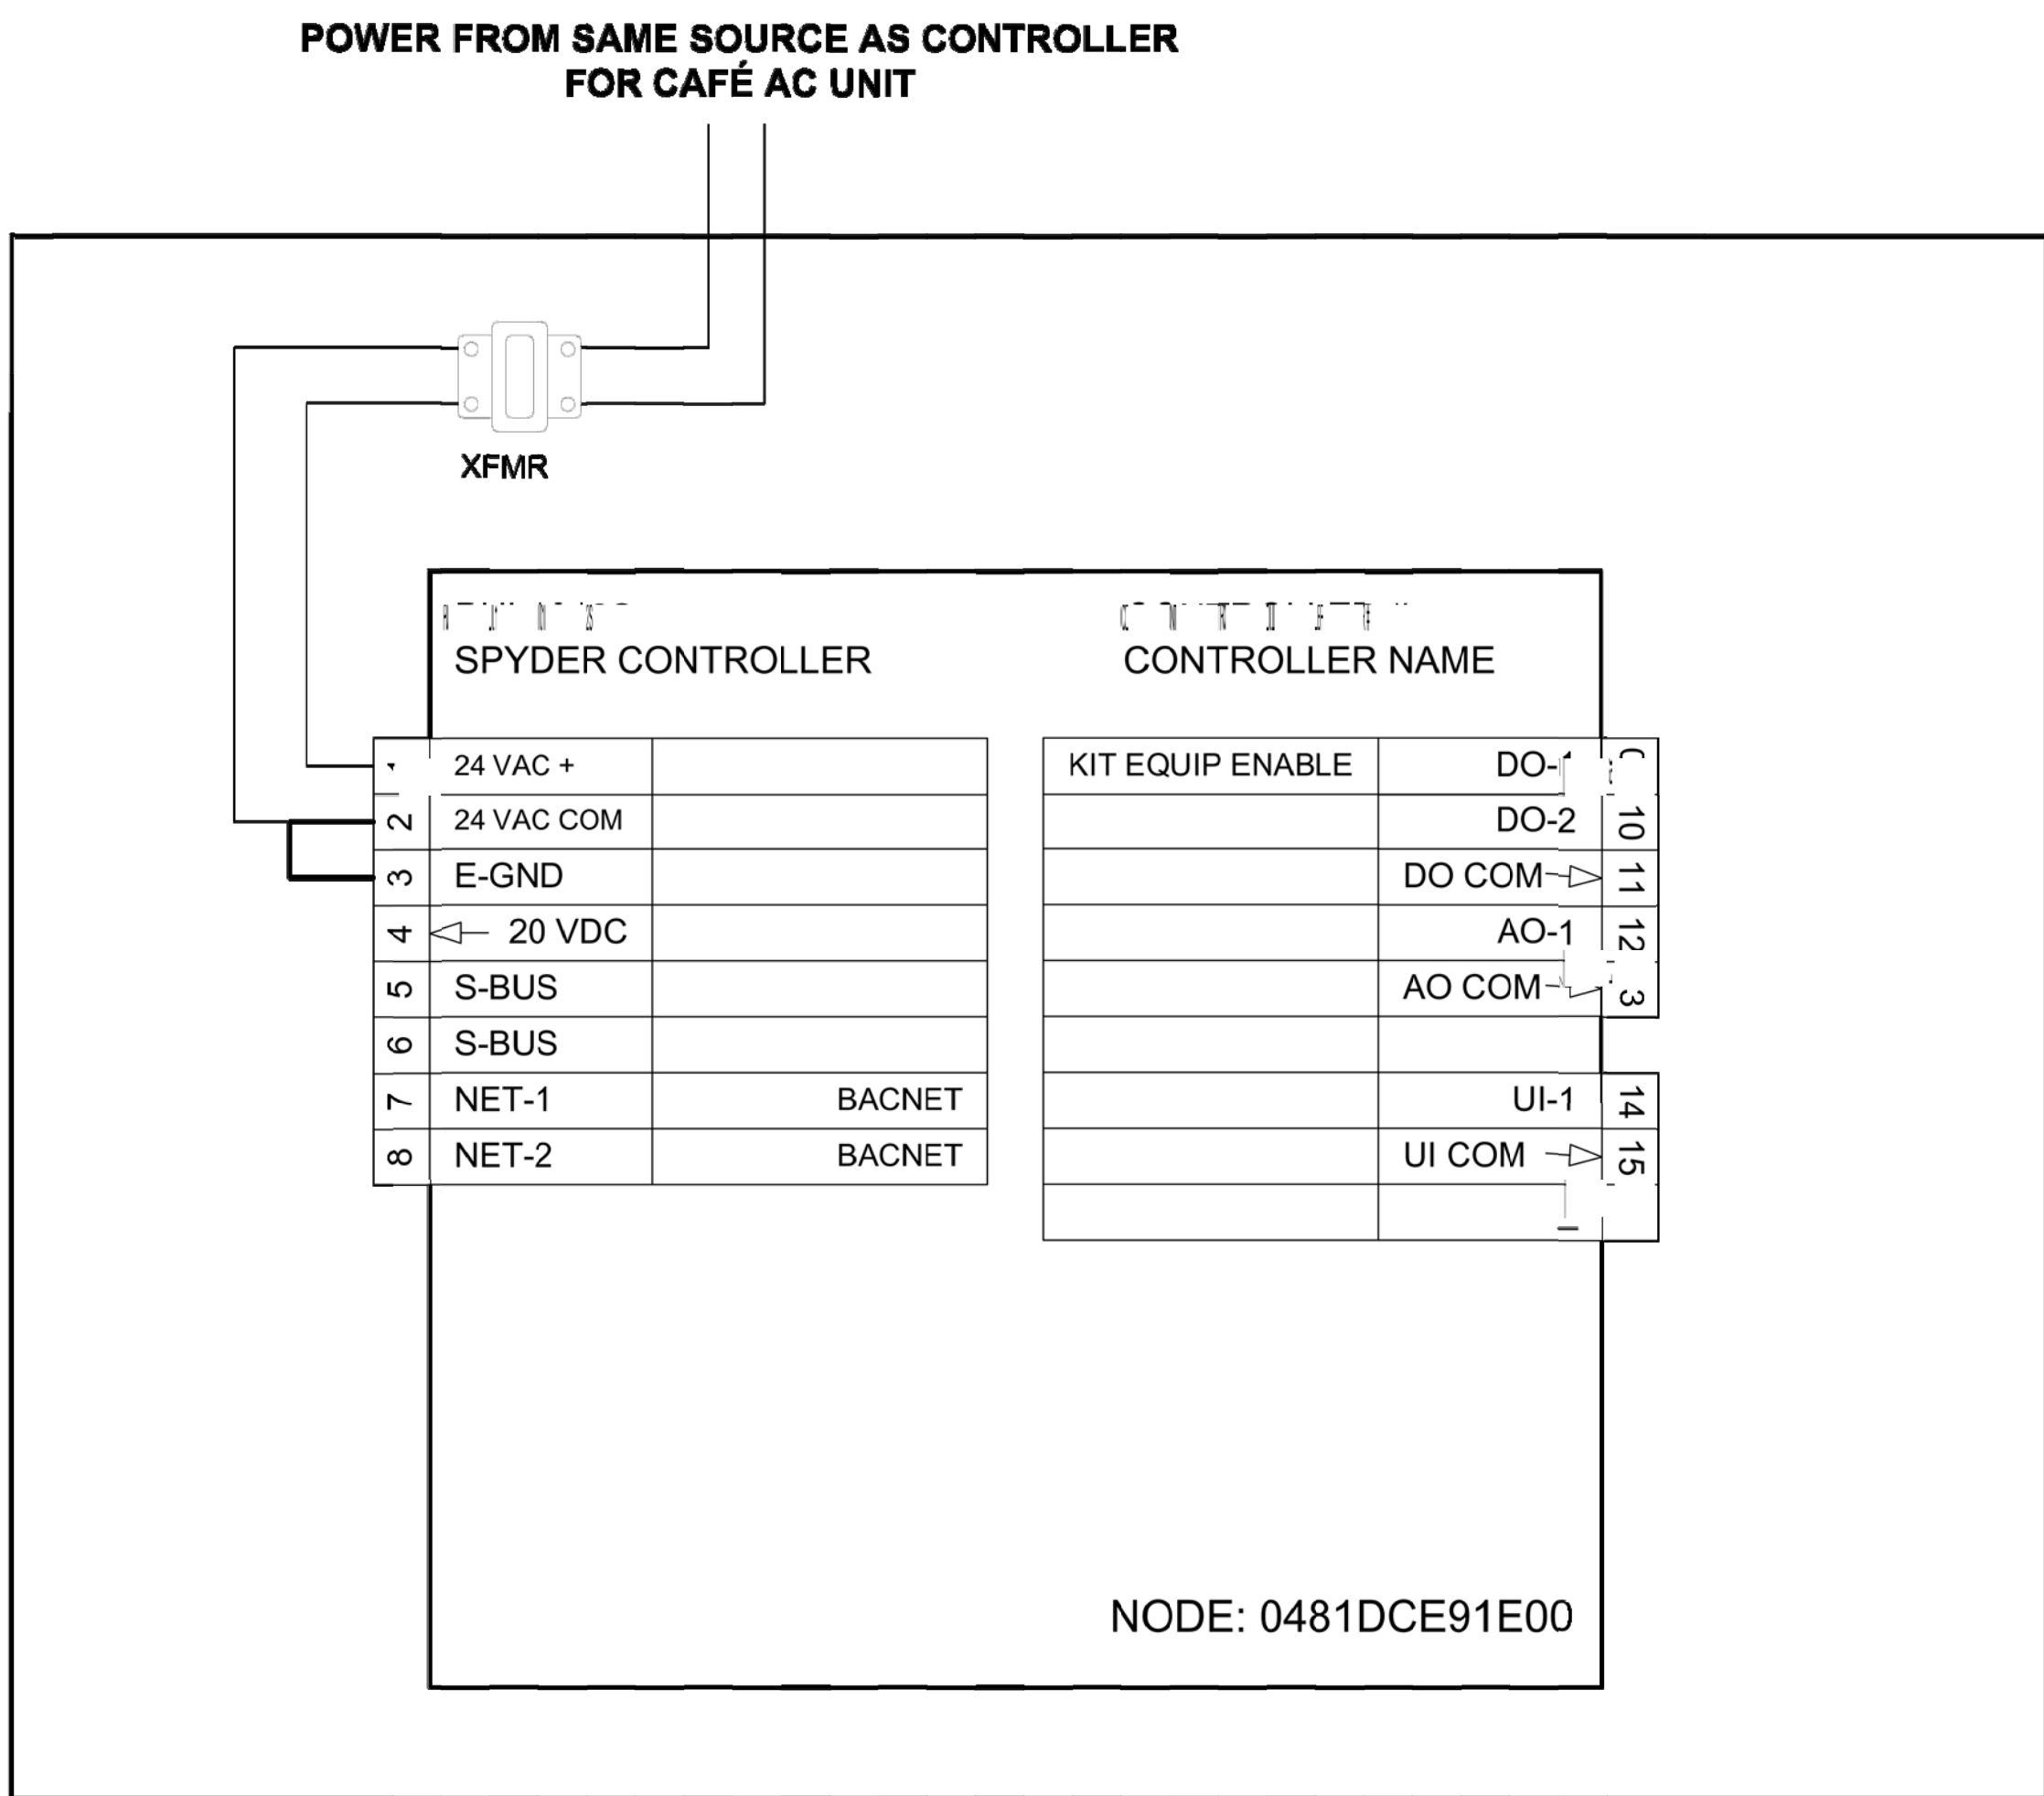 POWER FROM SAME SOURCE AS CONTROLLER
FOR CAFÉ AC UNIT
XFMR
SPYDER CONTROLLER
CONTROLLER NAME
24 VAC +
2 24 VAC COM
3 E-GND
4 20 VDC
5 S-BUS
6 S-BUS
7 NET-1 BACNET
8 NET-2 BACNET
KIT EQUIP ENABLE DO-1
DO-2 10
DO COM 11
AO-1 12
AO COM 3
UI-1 14
UI COM 15
NODE: 0481DCE91E00